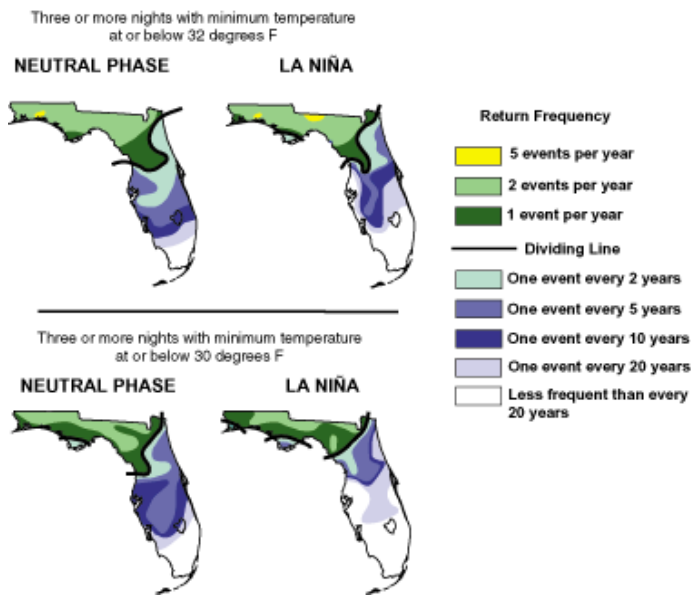 Three or more nights with minimum temperature
at or below 32 degrees F
NEUTRAL PHASE
LA NIÑA
Return Frequency
5 events per year
2 events per year
1 event per year
Dividing Line
One event every 2 years
One event every 5 years
One event every 10 years
One event every 20 years
Less frequent than every
20 years
Three or more nights with minimum temperature
at or below 30 degrees F
NEUTRAL PHASE
LA NIÑA